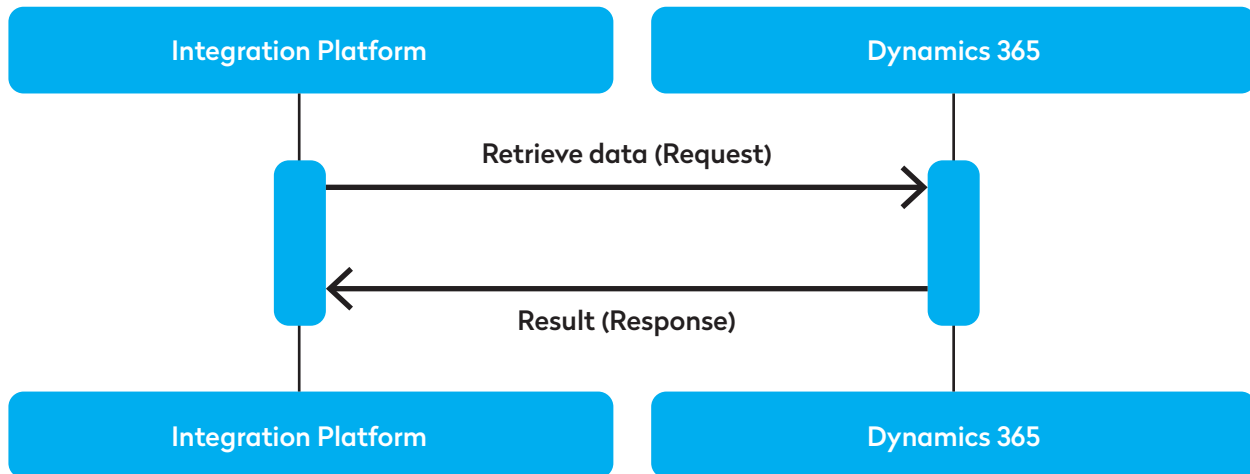 Integration Platform
Dynamics 365
Retrieve data (Request)
Result (Response)
Integration Platform
Dynamics 365